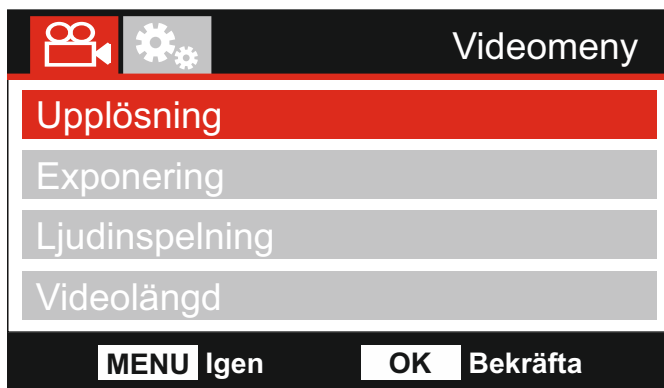 Videomeny
Upplösning
Exponering
Ljudinspelning
Videolängd
MENU Igen OK Bekräfta